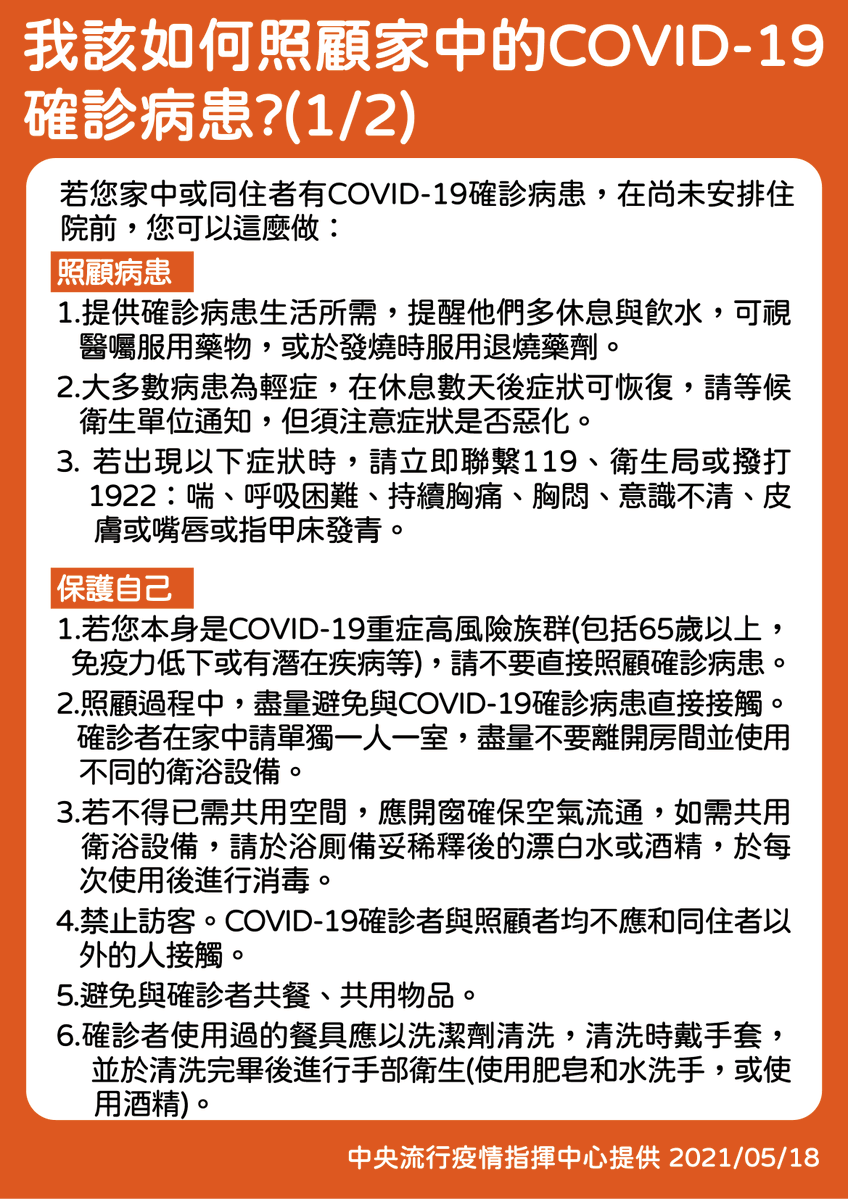 我該如何照顧家中的COVID-19
確診病患?(1/2)
若您家中或同住者有COVID-19確診病患，在尚未安排住
院前，您可以這麼做：
照顧病患
1.提供確診病患生活所需，提醒他們多休息與飲水，可視
醫囑服用藥物，或於發燒時服用退燒藥劑。
2.大多數病患為輕症，在休息數天後症狀可恢復，請等候
衛生單位通知，但須注意症狀是否惡化。
3. 若出現以下症狀時，請立即聯繫119、衛生局或撥打
1922：喘、呼吸困難、持續胸痛、胸悶、意識不清、皮
膚或嘴唇或指甲床發青。
保護自己
1.若您本身是COVID-19重症高風險族群(包括65歲以上，
免疫力低下或有潛在疾病等)，請不要直接照顧確診病患。
2.照顧過程中，盡量避免與COVID-19確診病患直接接觸。
確診者在家中請單獨一人一室，盡量不要離開房間並使用
不同的衛浴設備。
3.若不得已需共用空間，應開窗確保空氣流通，如需共用
衛浴設備，請於浴厠備妥稀釋後的漂白水或酒精，於每
次使用後進行消毒。
4.禁止訪客。COVID-19確診者與照顧者均不應和同住者以
外的人接觸。
5.避免與確診者共餐、共用物品。
6.確診者使用過的餐具應以洗潔劑清洗，清洗時戴手套，
並於清洗完畢後進行手部衛生(使用肥皂和水洗手，或使
用酒精)。
中央流行疫情指揮中心提供 2021/05/18